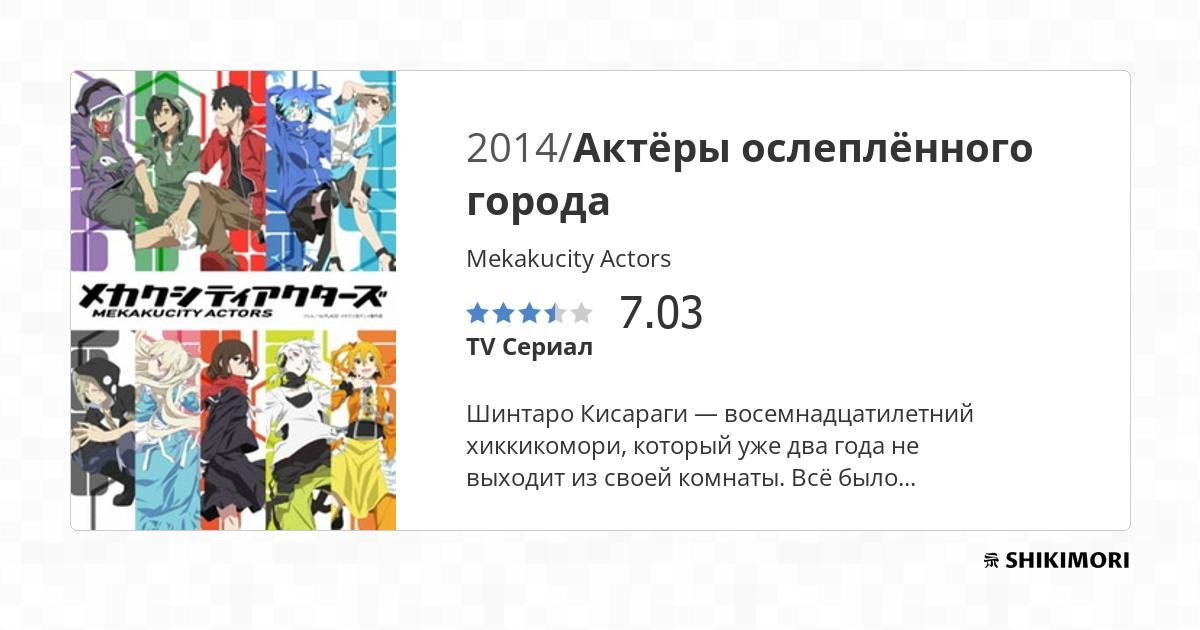 メカクシティアクターズ
MEKAKUCITY ACTORS
2014/Актёры ослеплённого
города
Mekakucity Actors
7.03
TV Сериал
Шинтаро Кисараги — восемнадцатилетний
хиккикомори, который уже два года не
выходит из своей комнаты. Всё было...
SHIKIMORI